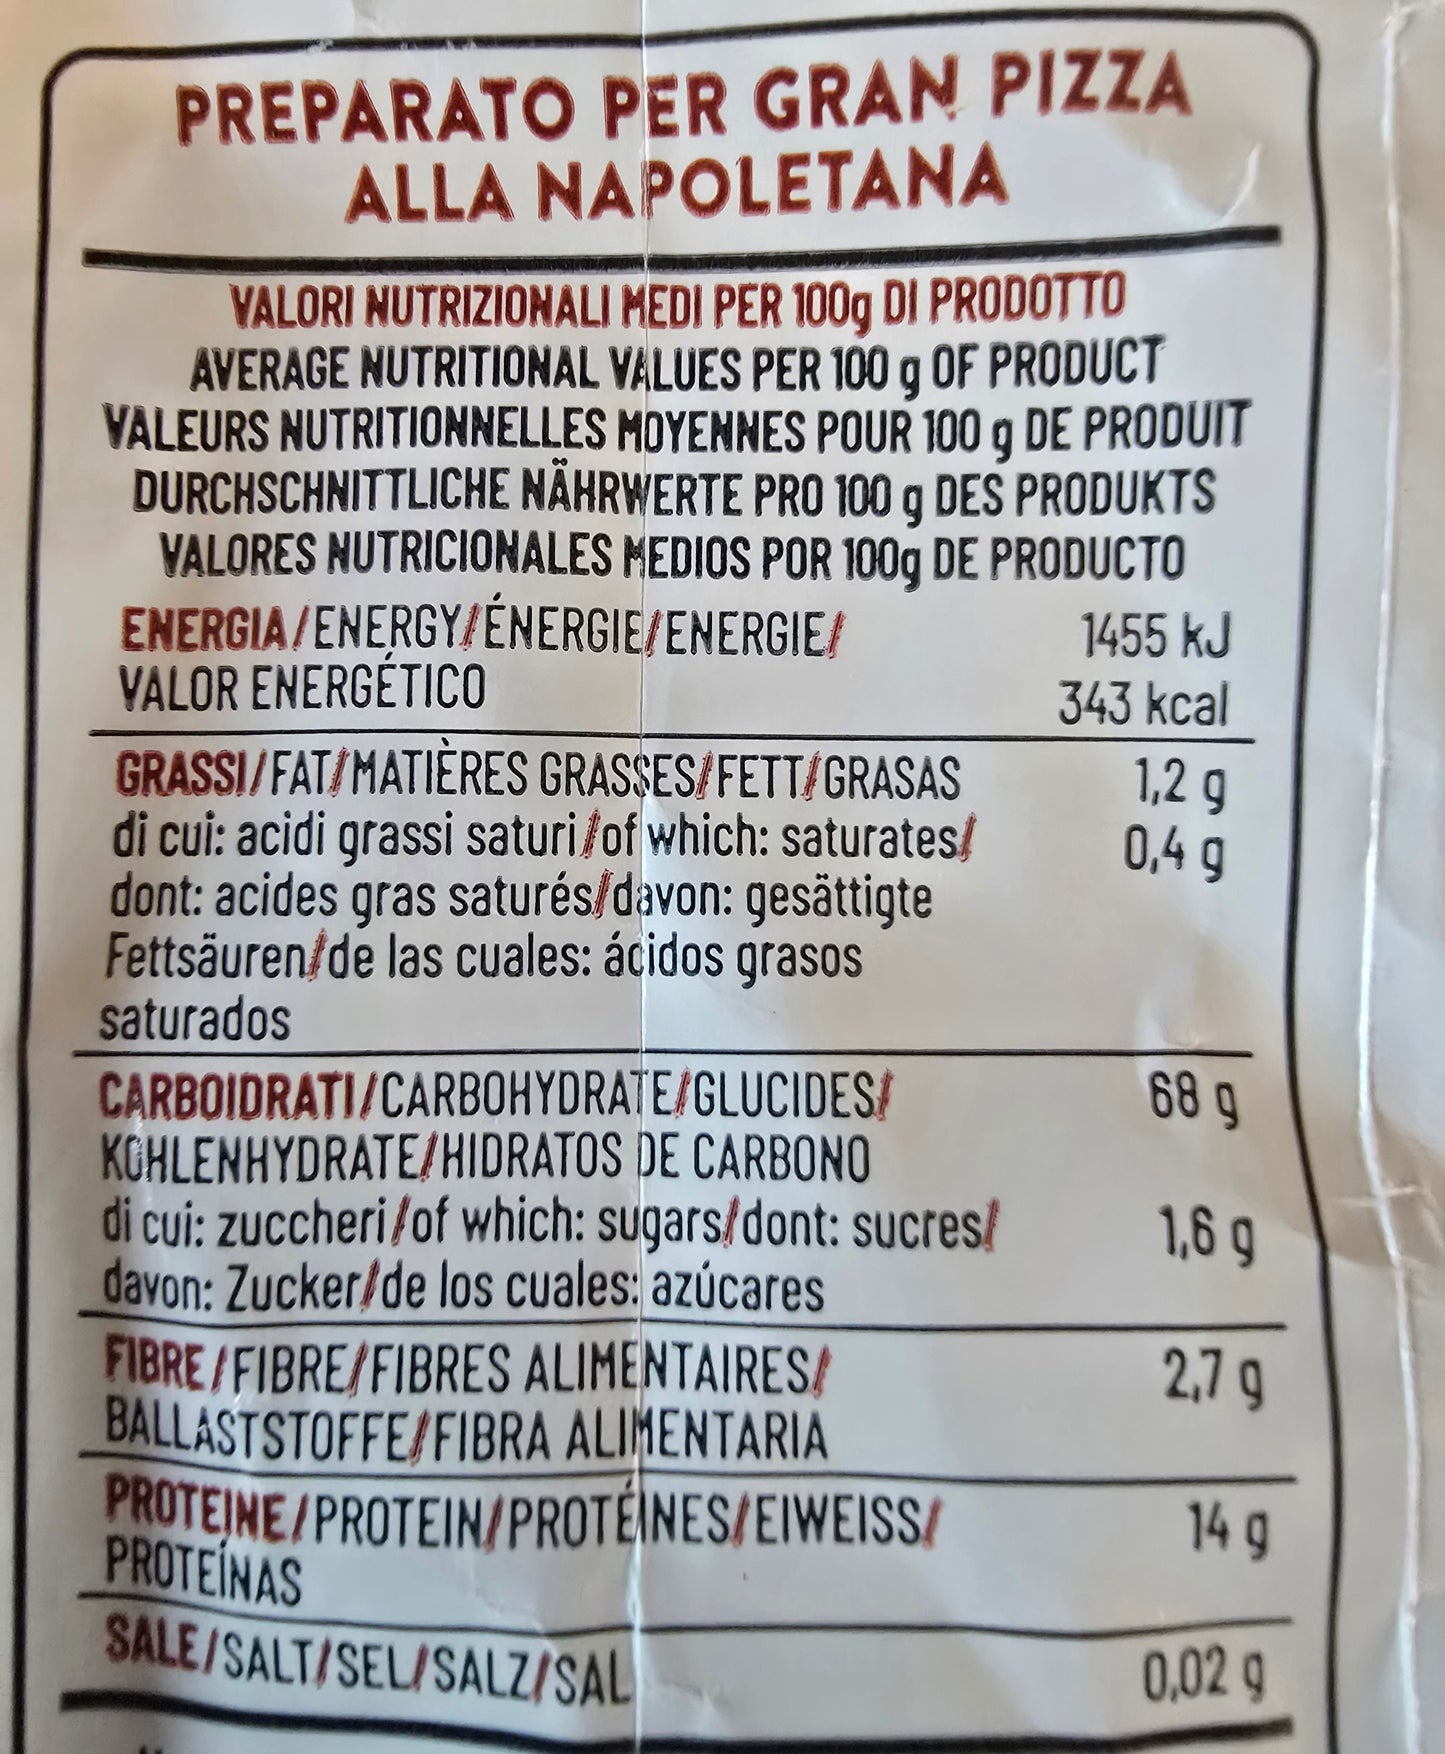 PREPARATO PER GRAN PIZZA
ALLA NAPOLETANA
VALORI NUTRIZIONALI MEDI PER 100g DI PRODOTTO
AVERAGE NUTRITIONAL VALUES PER 100 g OF PRODUCT
VALEURS NUTRITIONNELLES MOYENNES POUR 100 g DE PRODUIT
DURCHSCHNITTLICHE NÄHRWERTE PRO 100 g DES PRODUKTS
VALORES NUTRICIONALES MEDIOS POR 100g DE PRODUCTO
ENERGIA/ENERGY/ÉNERGIE/ENERGIE/ 1455 kJ
VALOR ENERGÉTICO 343 kcal
GRASSI/FAT/MATIÈRES GRASSES/FETT/GRASAS 1,2 g
di cui: acidi grassi saturi/of which: saturates/ 0,4 g
dont: acides gras saturés/davon: gesättigte
Fettsäuren/de las cuales: ácidos grasos
saturados
CARBOIDRATI/CARBOHYDRATE/GLUCIDES/ 68 g
KOHLENHYDRATE/HIDRATOS DE CARBONO
di cui: zuccheri/of which: sugars/dont: sucres/ 1,6 g
davon: Zucker/de los cuales: azúcares
FIBRE/FIBRE/FIBRES ALIMENTAIRES/ 2,7 g
BALLASTSTOFFE/FIBRA ALIMENTARIA
PROTEINE/PROTEIN/PROTÉINES/EIWEISS/ 14 g
PROTEÍNAS
SALE/SALT/SEL/SALZ/SAL 0,02 g